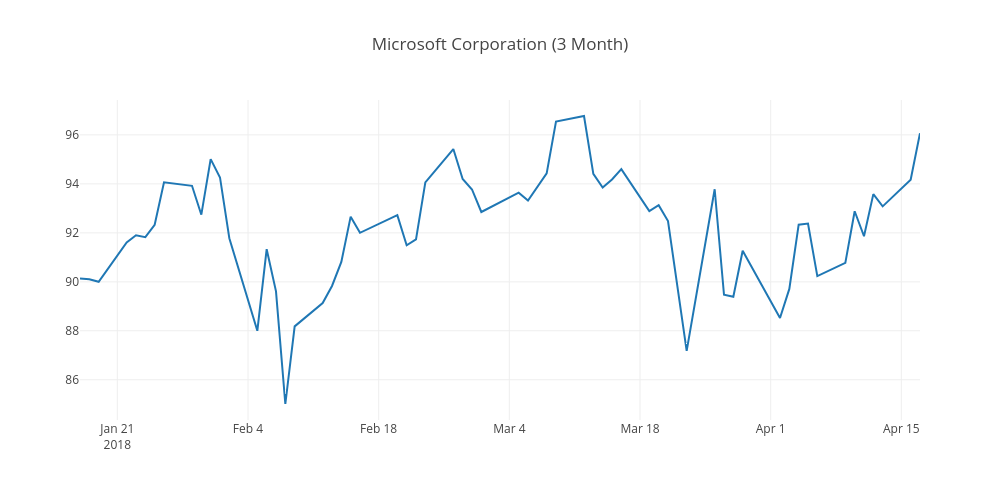 Microsoft Corporation (3 Month)
96
94
92
90
88
86
Jan 21
2018
Feb 4
Feb 18
Mar 4
Mar 18
Apr 1
Apr 15